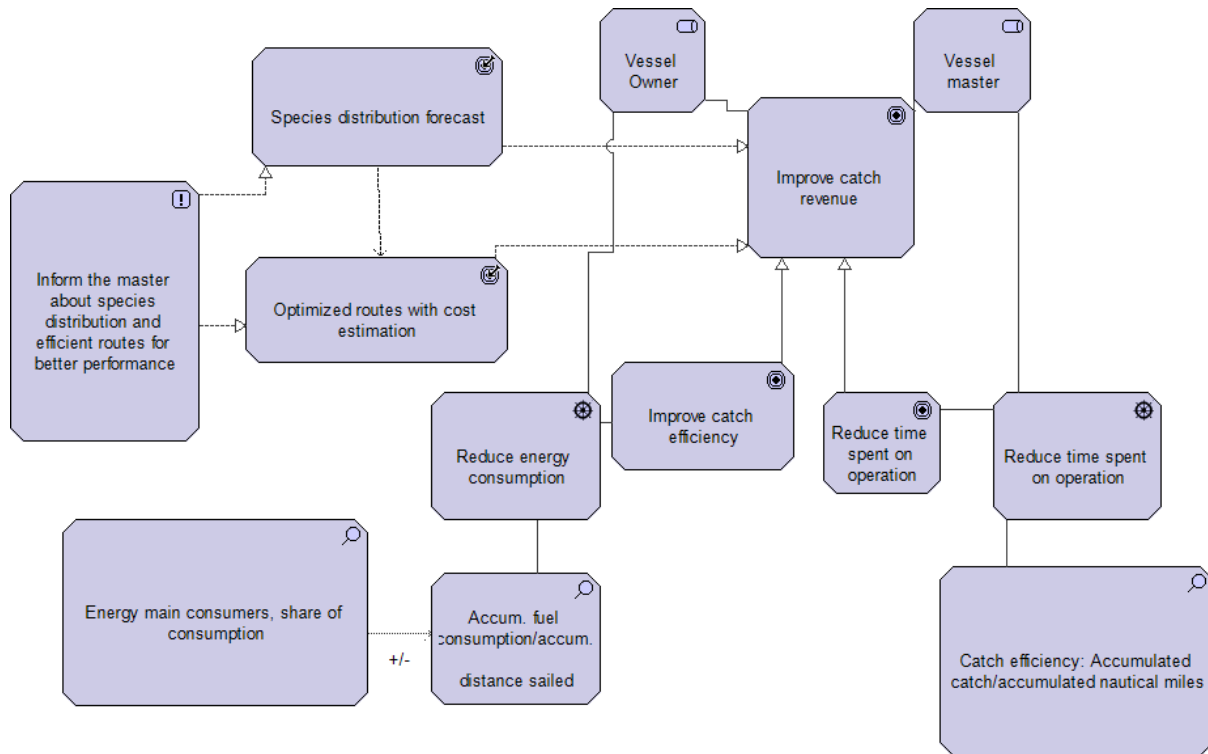 Vessel
Owner
Vessel
master
Species distribution forecast
Improve catch
revenue
Inform the master
about species
distribution and
efficient routes for
better performance
Optimized routes with cost
estimation
Improve catch
efficiency
Reduce time
spent on
operation
Reduce energy
consumption
Reduce time spent
on operation
Energy main consumers, share of
consumption
+/-
Accum. fuel
consumption/accum.
distance sailed
Catch efficiency: Accumulated
catch/accumulated nautical miles